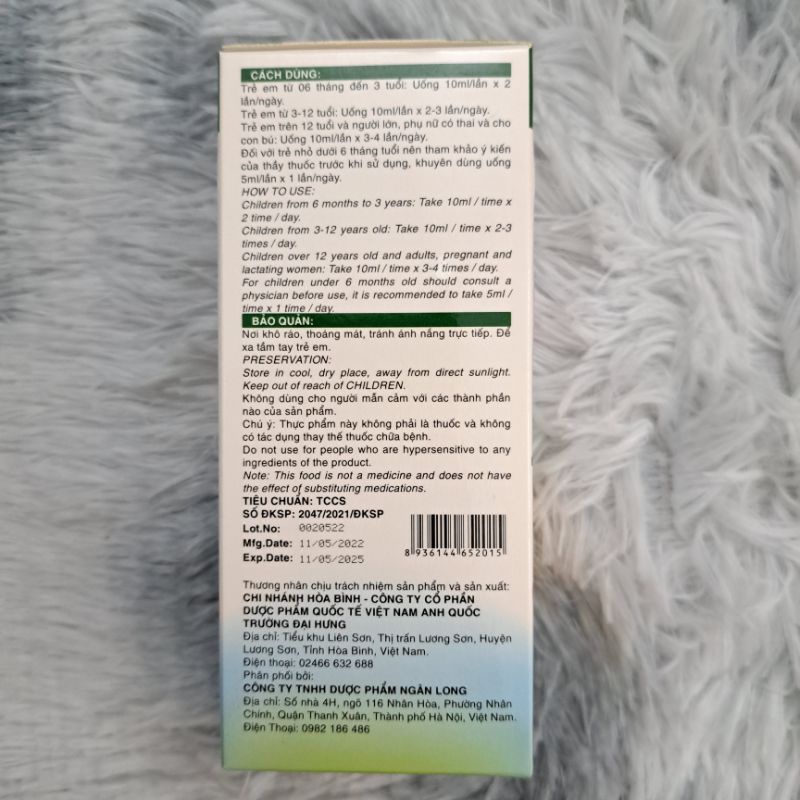 CÁCH DÙNG:
Trẻ em từ 06 tháng đến 3 tuổi: Uống 10ml/lần x 2
lần/ngày.
Trẻ em từ 3-12 tuổi: Uống 10ml/lần x 2-3 lần/ngày.
Trẻ em trên 12 tuổi và người lớn, phụ nữ có thai và cho
con bú: Uống 10ml/lần x 3-4 lần/ngày.
Đối với trẻ nhỏ dưới 6 tháng tuổi nên tham khảo ý kiến
của thầy thuốc trước khi sử dụng, khuyên dùng uống
5ml/lần x 1 lần/ngày.
HOW TO USE:
Children from 6 months to 3 years: Take 10ml / time x
2 time / day.
Children from 3-12 years old: Take 10ml / time x 2-3
times / day.
Children over 12 years old and adults, pregnant and
lactating women: Take 10ml / time x 3-4 times / day.
For children under 6 months old should consult a
physician before use, it is recommended to take 5ml /
time x 1 time / day.
BẢO QUẢN:
Nơi khô ráo, thoáng mát, tránh ánh nắng trực tiếp. Để
xa tầm tay trẻ em.
PRESERVATION:
Store in cool, dry place, away from direct sunlight.
Keep out of reach of CHILDREN.
Không dùng cho người mẫn cảm với các thành phần
nào của sản phẩm.
Chú ý: Thực phẩm này không phải là thuốc và không
có tác dụng thay thế thuốc chữa bệnh.
Do not use for people who are hypersensitive to any
ingredients of the product.
Note: This food is not a medicine and does not have
the effect of substituting medications.
TIÊU CHUẨN: TCCS
SỐ ĐKSP: 2047/2021/ĐKSP
Lot.No: 0020522
Mfg.Date: 11/05/2022
Exp.Date: 11/05/2025
8 936144 652015
Thương nhân chịu trách nhiệm sản phẩm và sản xuất:
CHI NHÁNH HÒA BÌNH - CÔNG TY CỔ PHẦN
DƯỢC PHẨM QUỐC TẾ VIỆT NAM ANH QUỐC
TRƯỜNG ĐẠI HƯNG
Địa chỉ: Tiểu khu Liên Sơn, Thị trấn Lương Sơn, Huyện
Lương Sơn, Tỉnh Hòa Bình, Việt Nam.
Điện thoại: 02466 632 688
Phân phối bởi:
CÔNG TY TNHH DƯỢC PHẨM NGÂN LONG
Địa chỉ: Số nhà 4H, ngõ 116 Nhân Hòa, Phường Nhân
Chính, Quận Thanh Xuân, Thành phố Hà Nội, Việt Nam.
Điện Thoại: 0982 186 486